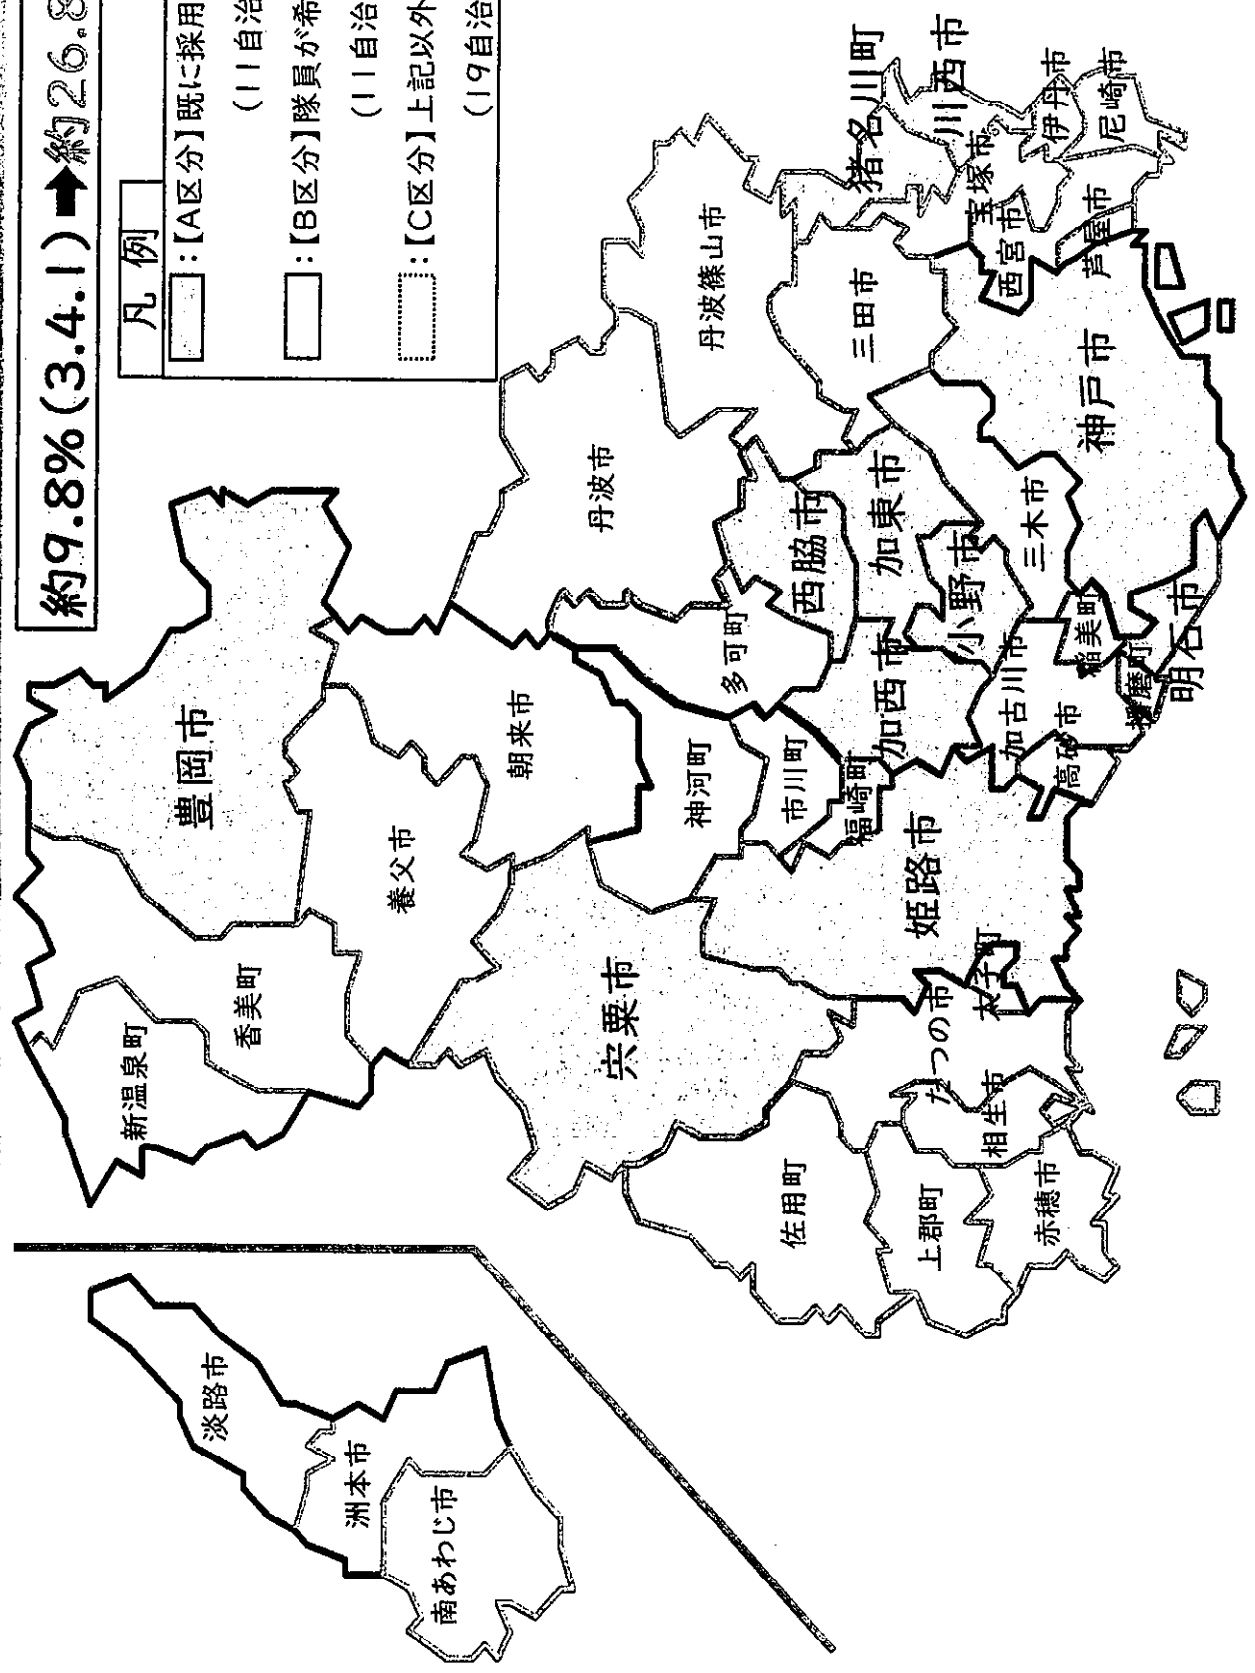 約9.8%(3.4.1)➡約26.8
凡例
:【A区分】既に採用
(11自治
:【B区分】隊員が希
(11自治
:【C区分】上記以外
(19自治
新温泉町
香美町
豊岡市
養父市
朝来市
宍粟市
神河町
多可町
丹波市
丹波篠山市
佐用町
上郡町
赤穂市
相生市
たつの市
太子町
姫路市
市川町
福崎町
加西市
西脇市
加東市
小野市
三木市
三田市
猪名川町
川西市
宝塚市
伊丹市
尼崎市
西宮市
芦屋市
神戸市
加古川市
高砂市
稲美町
播磨町
明石市
淡路市
洲本市
南あわじ市